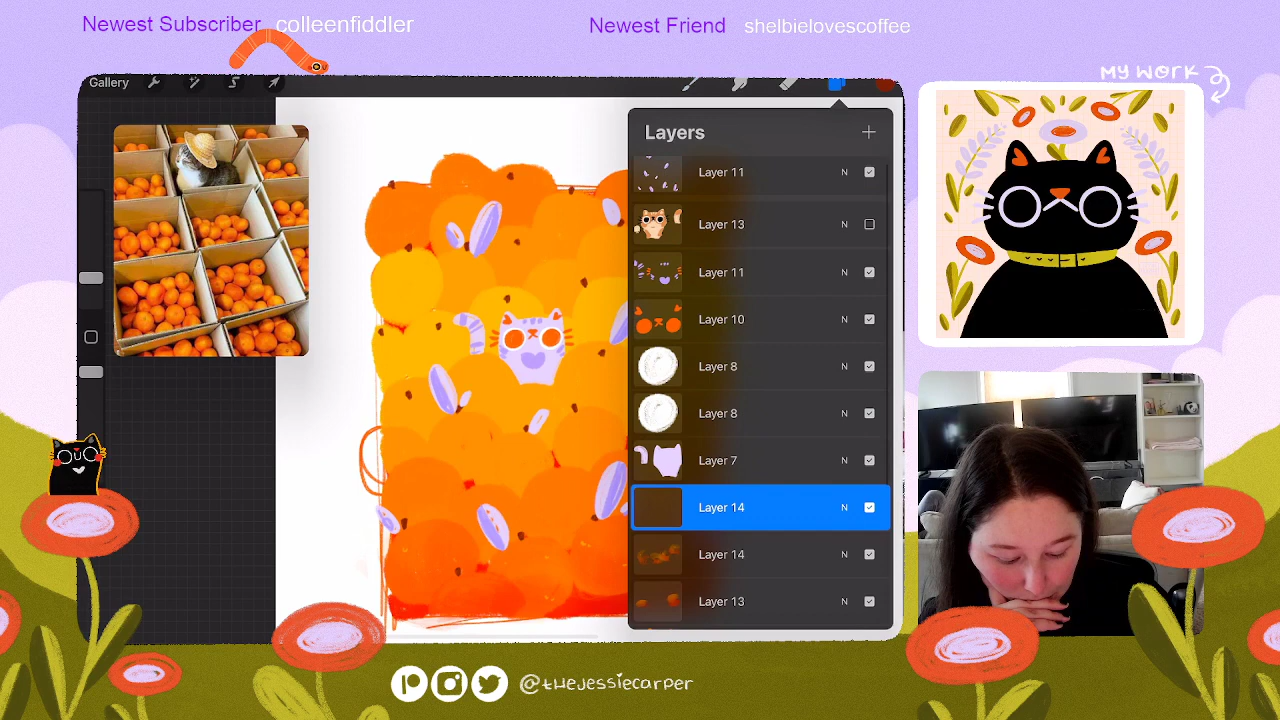 Newest Subscriber colleenfiddler
Newest Friend shelbielovescoffee
MY WORK
Gallery
Layers
Layer 11 N
Layer 13 N
Layer 11 N
Layer 10 N
Layer 8 N
Layer 8 N
Layer 7 N
Layer 14 N
Layer 14 N
Layer 13 N
@tHeJessiecarper